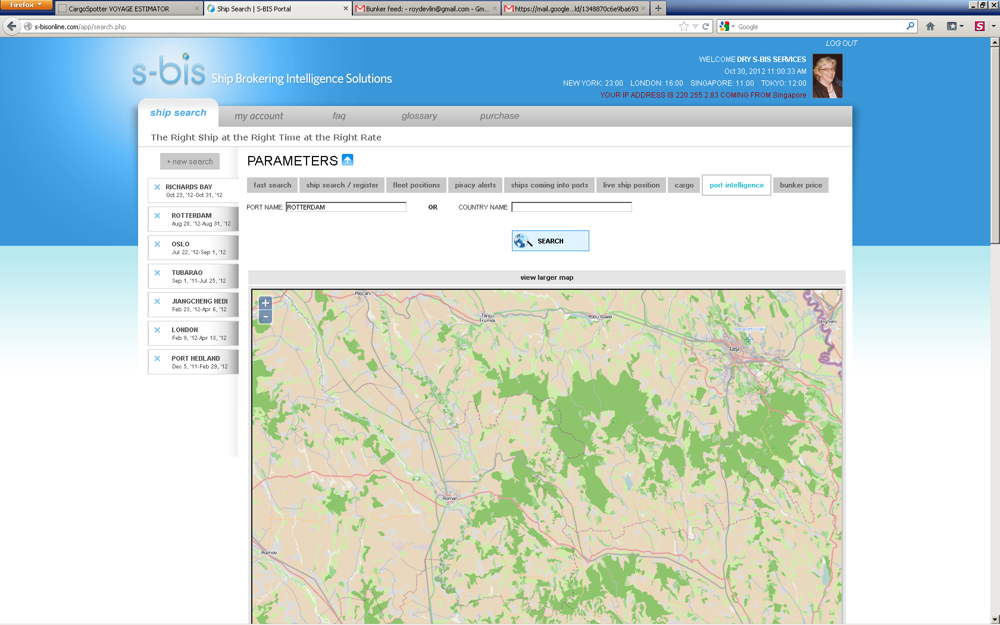 Firefox
CargoSpotter VOYAGE ESTIMATOR
Ship Search | S-BIS Portal
Bunker feed: - roydevlin@gmail.com - Gm...
https://mail.google...ld/1348870c6e9ba693
s-bisonline.com/app/search.php
Google
LOG OUT
s-bis Ship Brokering Intelligence Solutions
WELCOME DRY S-BIS SERVICES
Oct 30, 2012 11:00:33 AM
NEW YORK: 23:00 LONDON: 16:00 SINGAPORE: 11:00 TOKYO: 12:00
YOUR IP ADDRESS IS 220.255.2.83 COMING FROM Singapore
ship search
my account
faq
glossary
purchase
The Right Ship at the Right Time at the Right Rate
+ new search
RICHARDS BAY
Oct 23, '12-Oct 31, '12
ROTTERDAM
Aug 28, '12-Aug 31, '12
OSLO
Jul 22, '12-Sep 1, '12
TUBARAO
Sep 1, '11-Jul 25, '12
JIANGCHENG HEDI
Feb 23, '12-Apr 6, '12
LONDON
Feb 9, '12-Apr 13, '12
PORT HEDLAND
Dec 5, '11-Feb 29, '12
PARAMETERS
fast search
ship search / register
fleet positions
piracy alerts
ships coming into ports
live ship position
cargo
port intelligence
bunker price
PORT NAME: ROTTERDAM
OR
COUNTRY NAME:
SEARCH
view larger map
+
-
Pașcani
Târgu
Frumos
Podu Iloaiei
Ungheni
Aeroportul Iași
Iași
Roman
Roznov